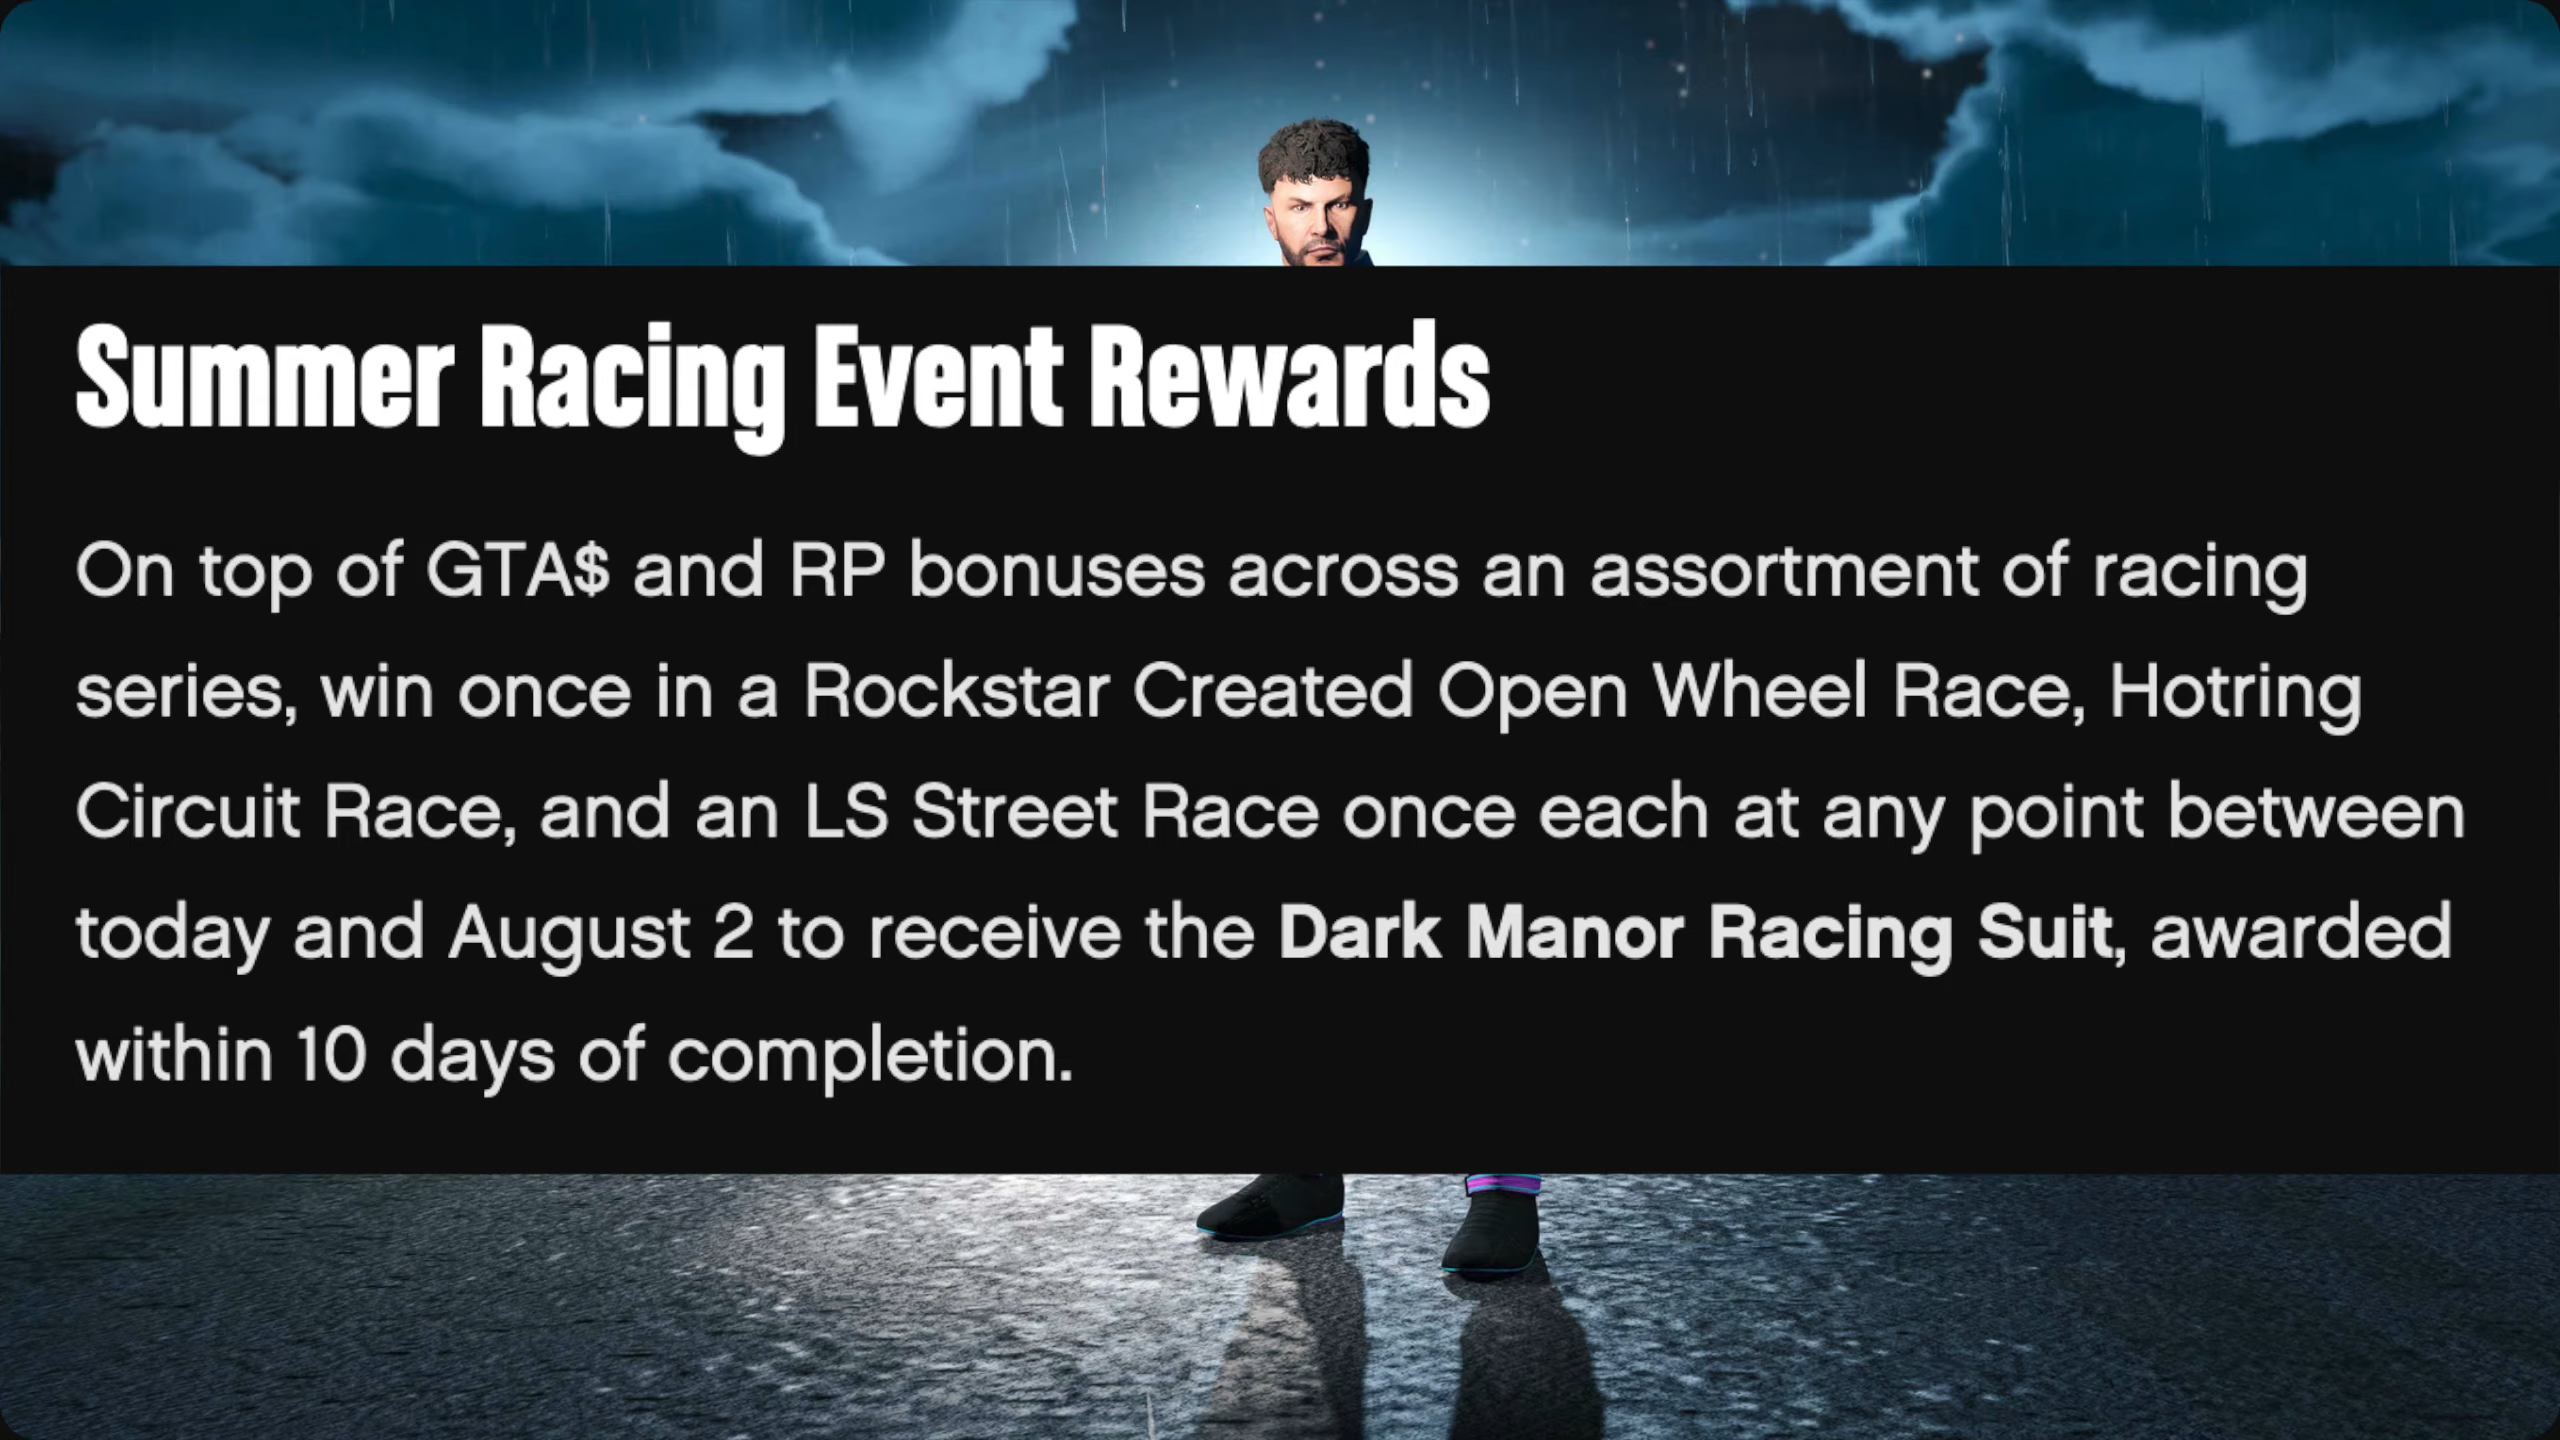 Summer Racing Event Rewards
On top of GTA$ and RP bonuses across an assortment of racing
series, win once in a Rockstar Created Open Wheel Race, Hotring
Circuit Race, and an LS Street Race once each at any point between
today and August 2 to receive the Dark Manor Racing Suit, awarded
within 10 days of completion.